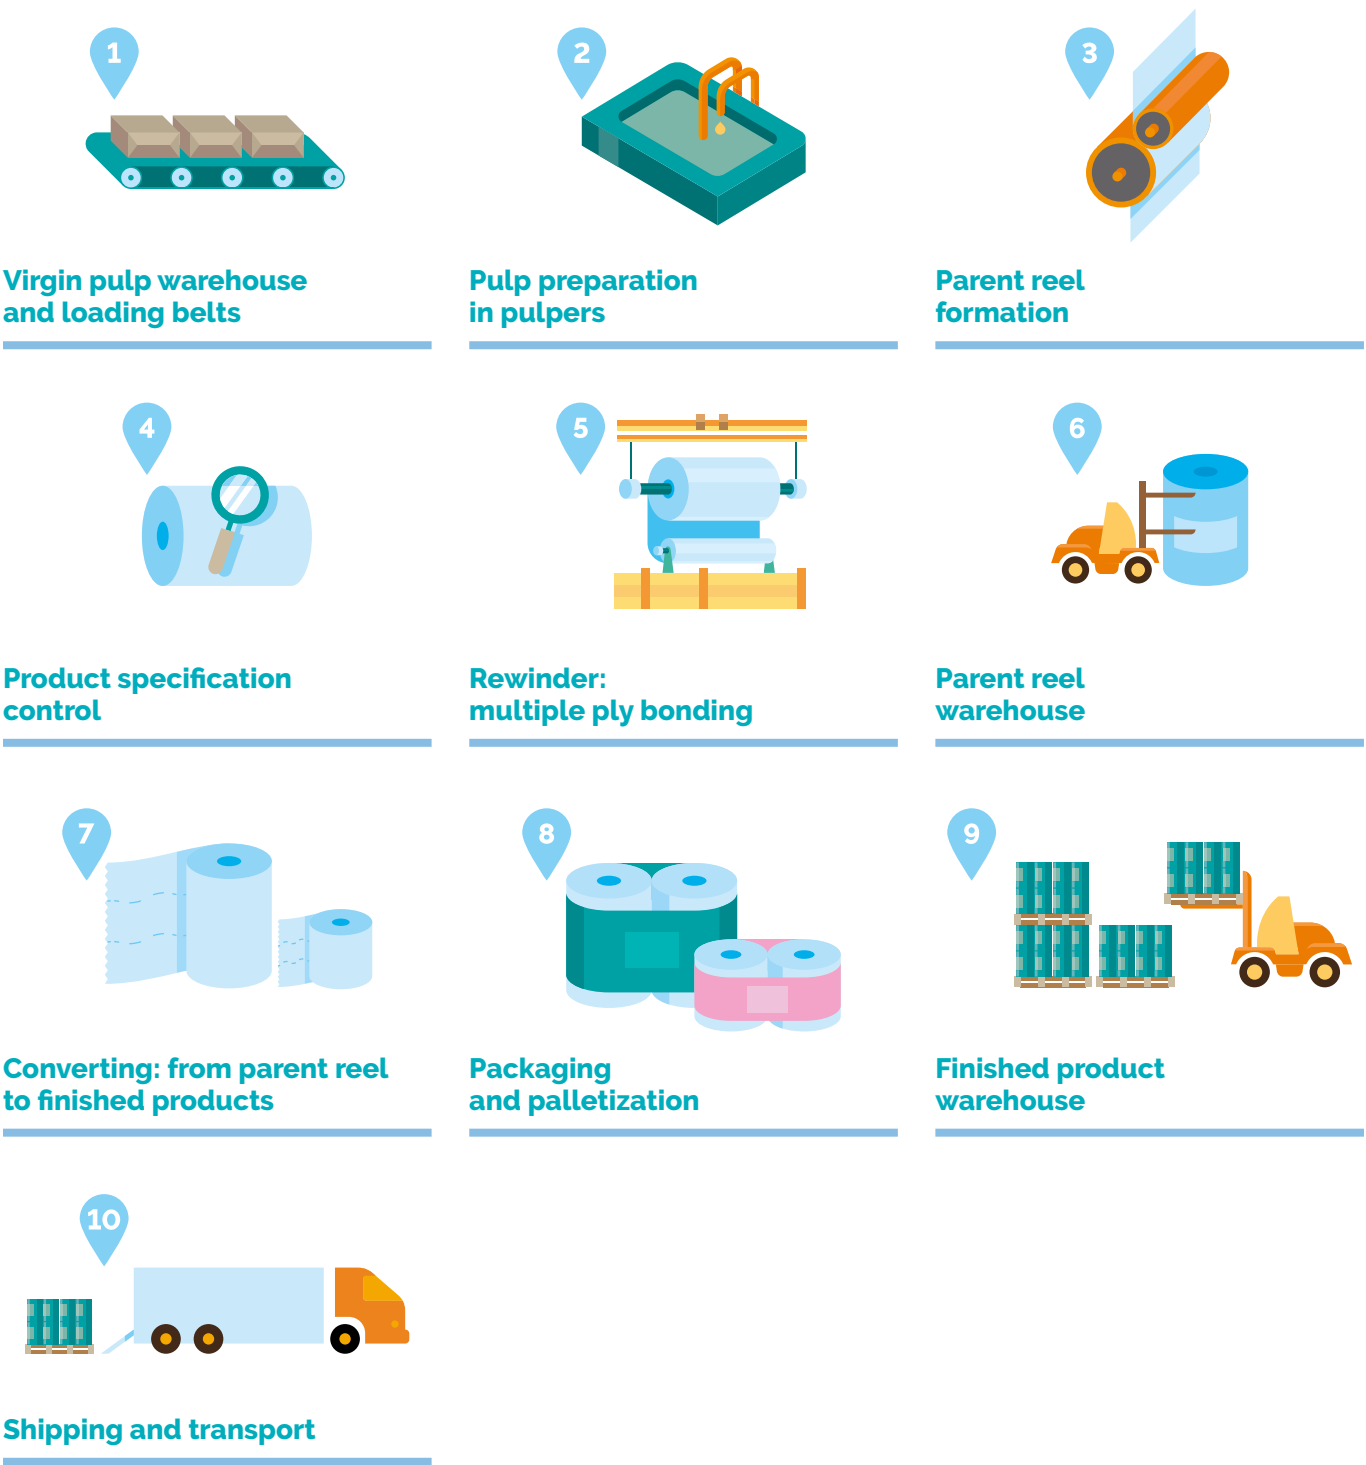 1
2
3
Virgin pulp warehouse
and loading belts
Pulp preparation
in pulpers
Parent reel
formation
4
5
6
Product specification
control
Rewinder:
multiple ply bonding
Parent reel
warehouse
7
8
9
Converting: from parent reel
to finished products
Packaging
and palletization
Finished product
warehouse
10
Shipping and transport